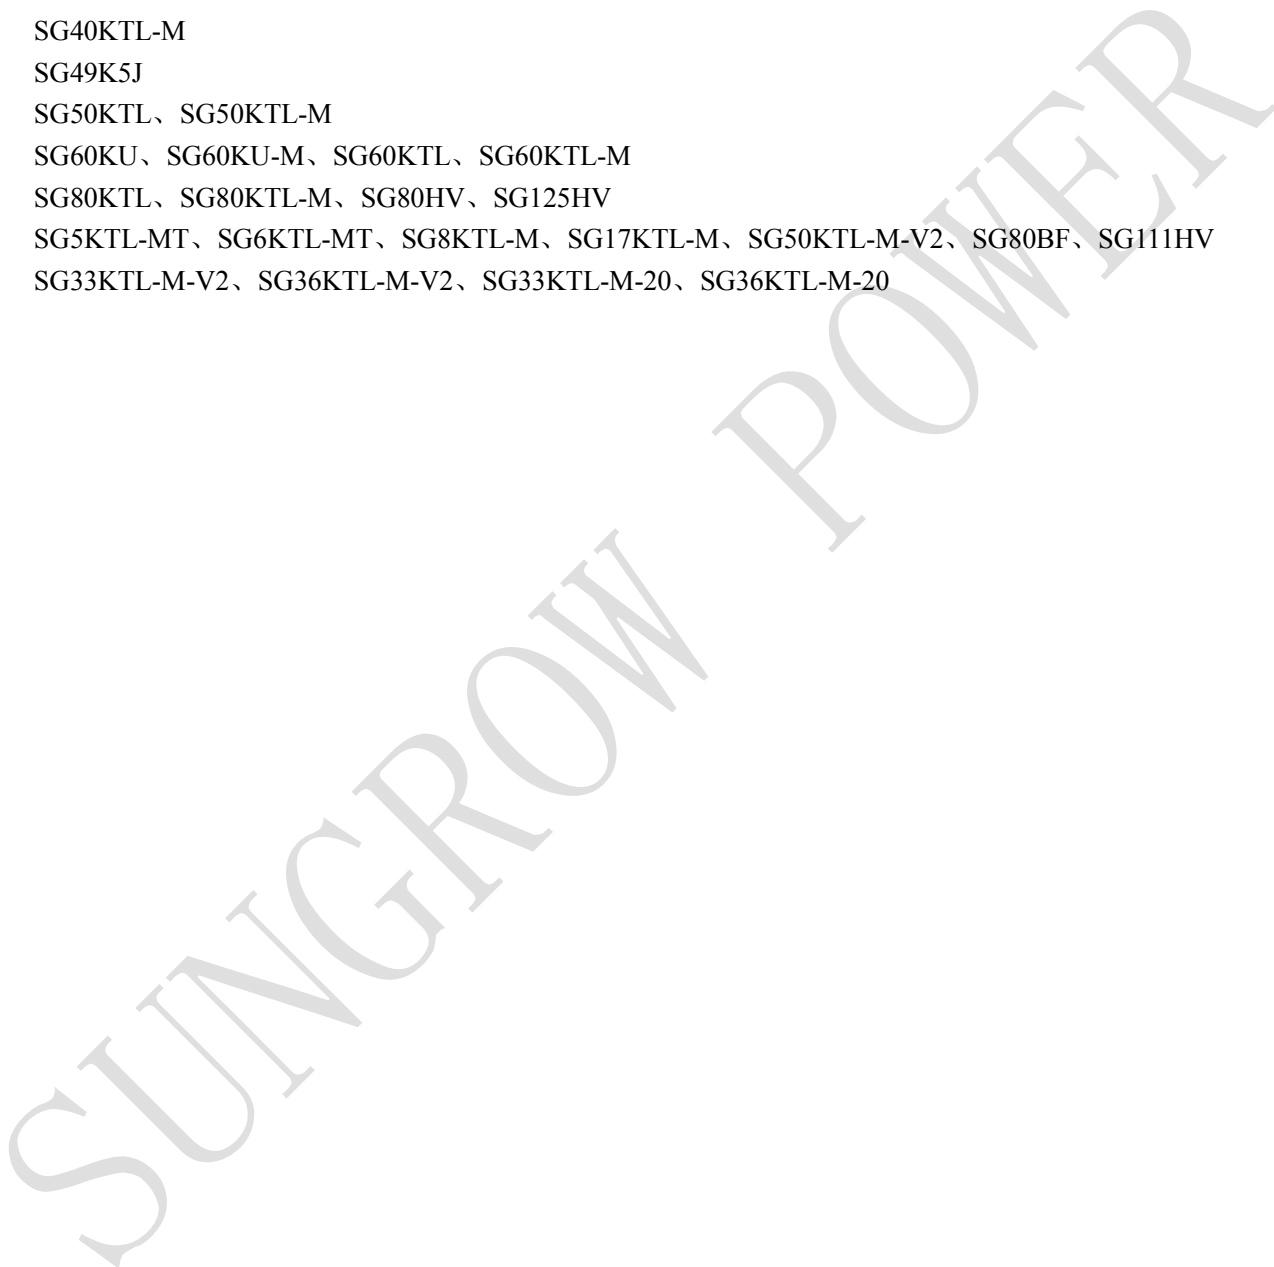 SG40KTL-M
SG49K5J
SG50KTL、SG50KTL-M
SG60KU、SG60KU-M、SG60KTL、SG60KTL-M
SG80KTL、SG80KTL-M、SG80HV、SG125HV
SG5KTL-MT、SG6KTL-MT、SG8KTL-M、SG17KTL-M、SG50KTL-M-V2、SG80BF、SG111HV
SG33KTL-M-V2、SG36KTL-M-V2、SG33KTL-M-20、SG36KTL-M-20
SUNGROW POWER